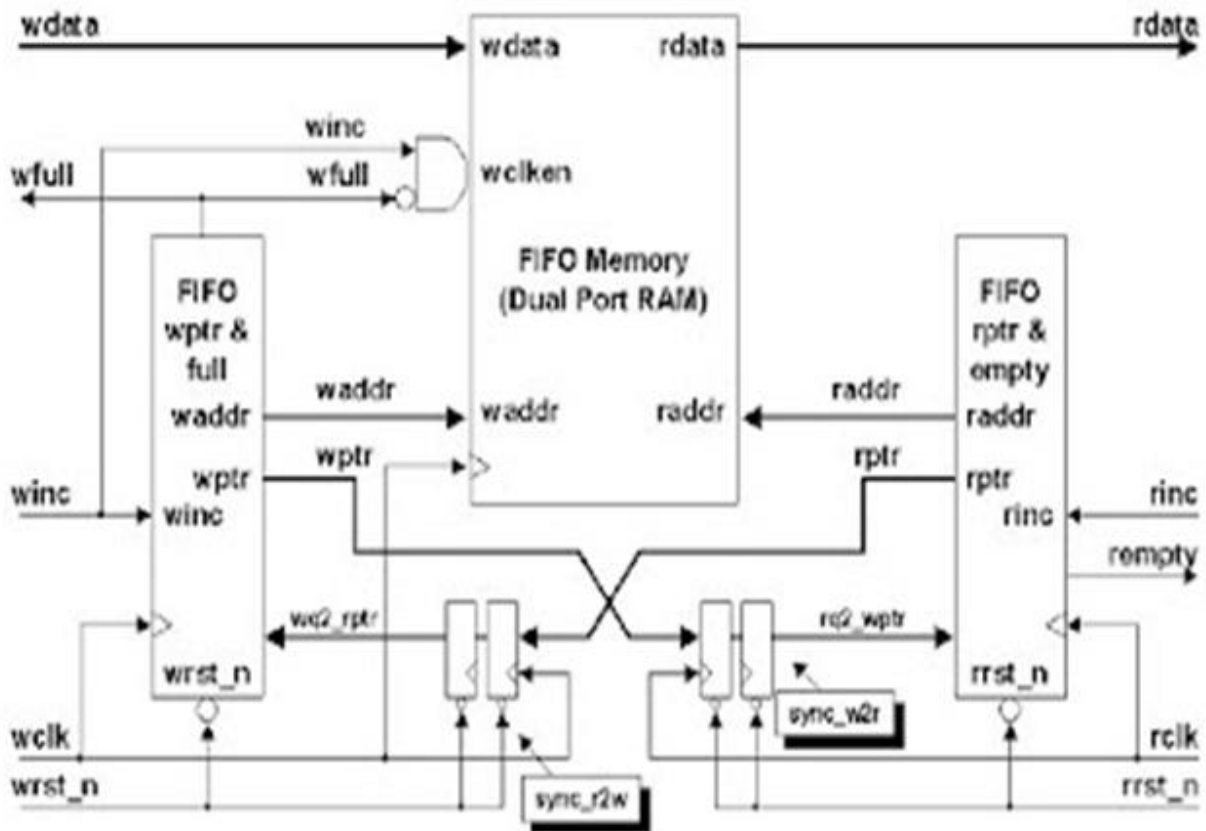 wdata
wdata
rdata
rdata
winc
wfull
wfull
wclken
FIFO Memory
(Dual Port RAM)
FIFO
wptr &
full
FIFO
rptr &
empty
waddr
waddr
waddr
raddr
raddr
raddr
wptr
wptr
rptr
rptr
winc
winc
rinc
rinc
rempty
wq2_rptr
rq2_wptr
wrst_n
rrst_n
sync_w2r
wclk
rclk
sync_r2w
wrst_n
rrst_n